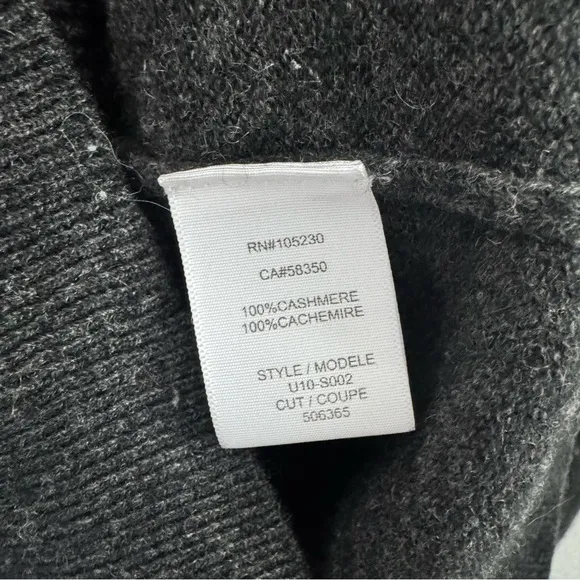 RN#105230
CA#58350
100%CASHMERE
100%CACHEMIRE
STYLE / MODELE
U10-S002
CUT / COUPE
506365